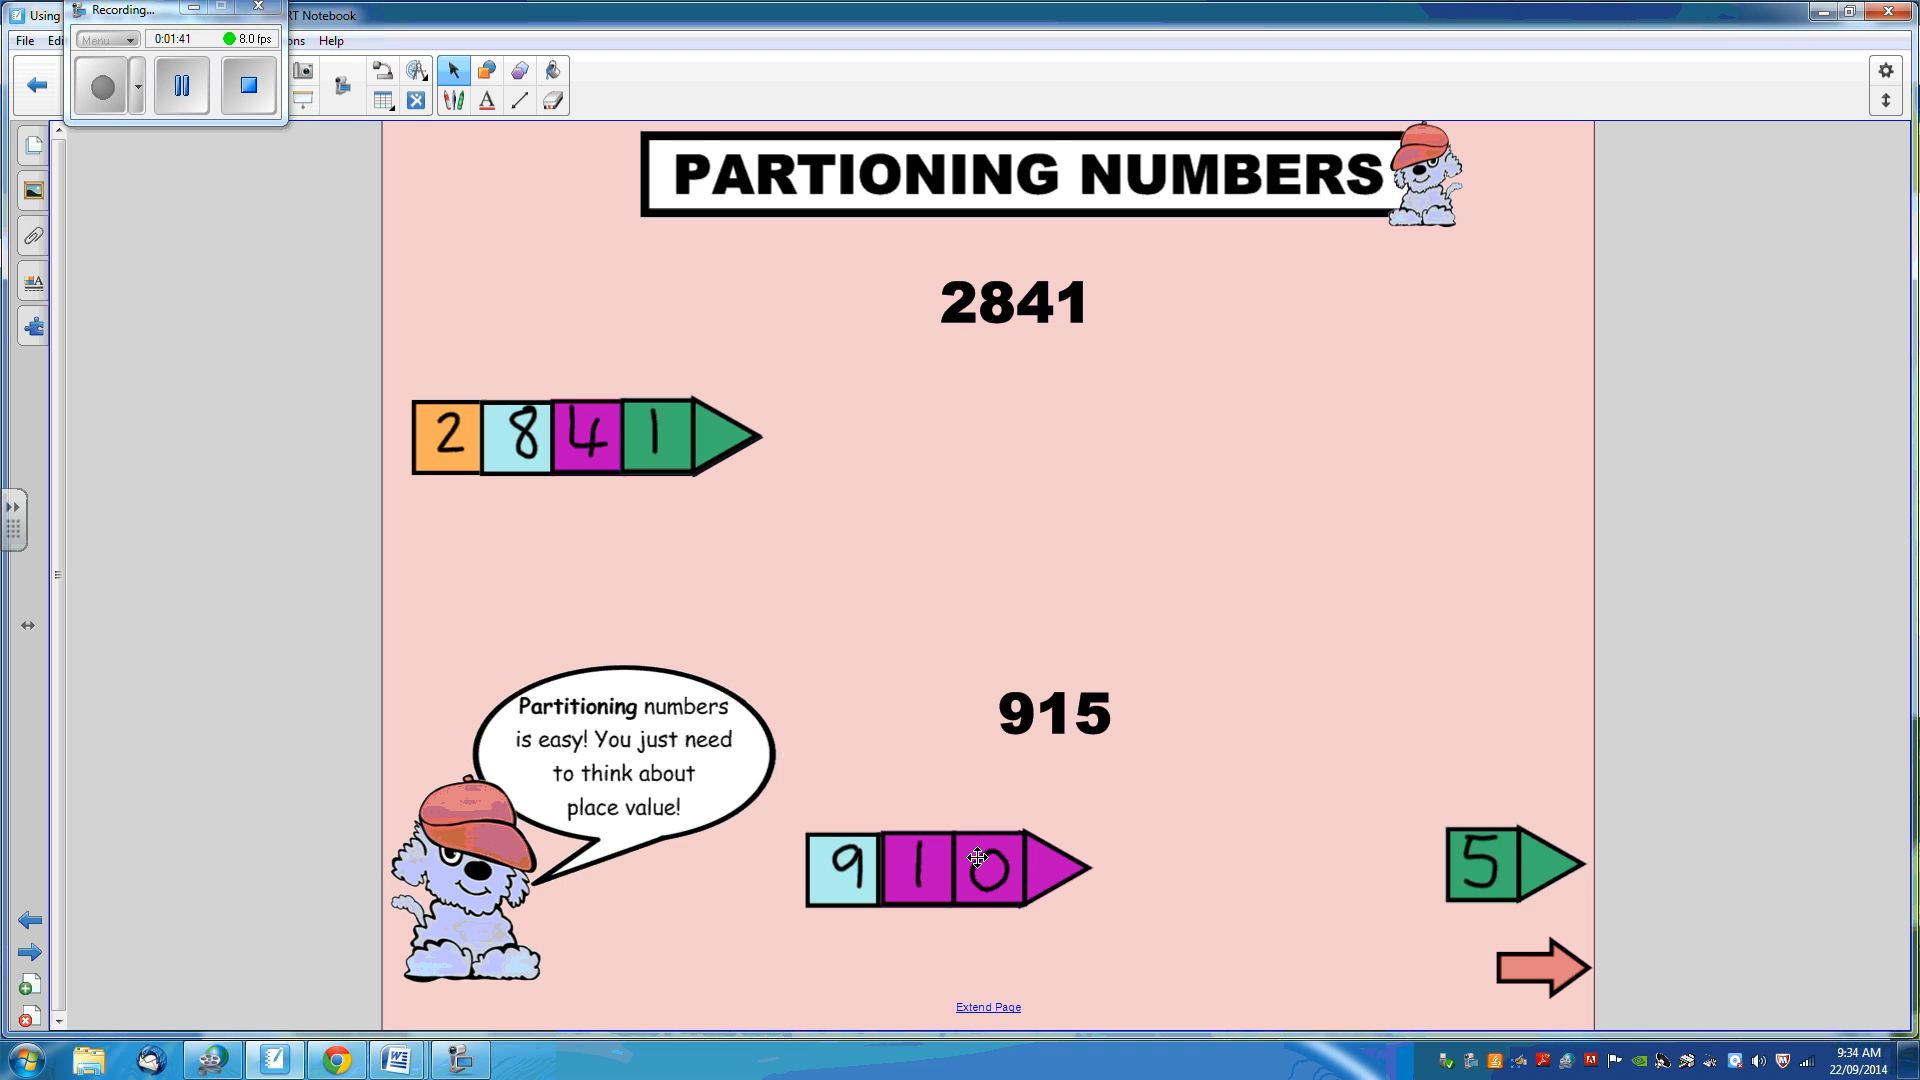 Using
Recording...
RT Notebook
Menu
0:01:41
8.0 fps
File Edi
ons Help
PARTIONING NUMBERS
2841
2 8 4 1
Partitioning numbers
is easy! You just need
to think about
place value!
915
9 1 0
5
Extend Page
9:34 AM
22/09/2014